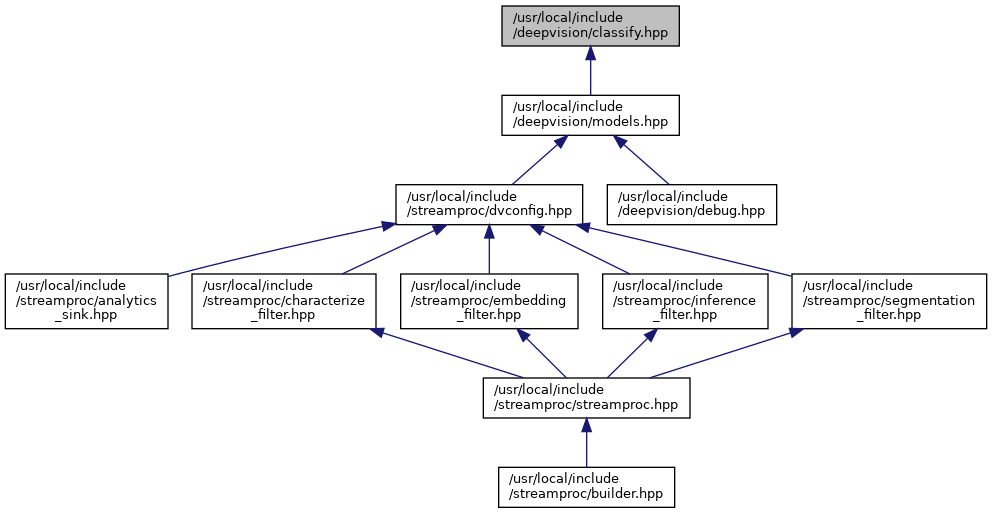 /usr/local/include
/deepvision/classify.hpp
/usr/local/include
/deepvision/models.hpp
/usr/local/include
/streamproc/dvconfig.hpp
/usr/local/include
/deepvision/debug.hpp
/usr/local/include
/streamproc/analytics
_sink.hpp
/usr/local/include
/streamproc/characterize
_filter.hpp
/usr/local/include
/streamproc/embedding
_filter.hpp
/usr/local/include
/streamproc/inference
_filter.hpp
/usr/local/include
/streamproc/segmentation
_filter.hpp
/usr/local/include
/streamproc/streamproc.hpp
/usr/local/include
/streamproc/builder.hpp